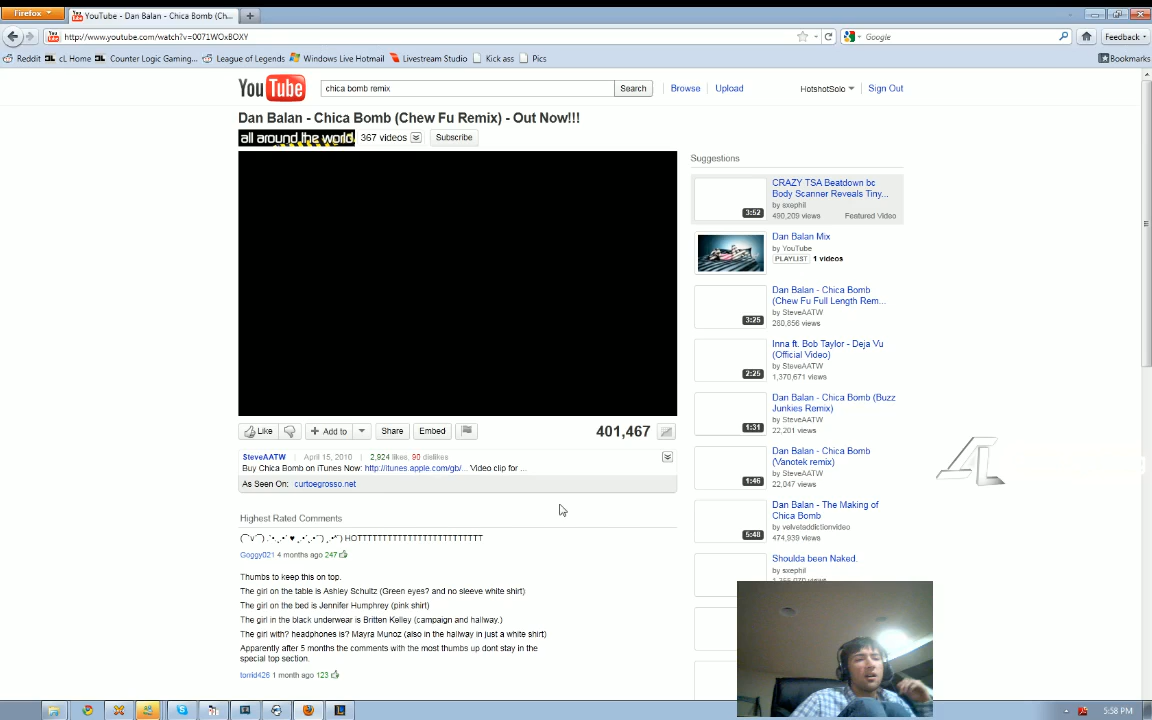 Firefox
YouTube - Dan Balan - Chica Bomb (Ch...
http://www.youtube.com/watch?v=0071WOxBOXY
Google
Feedback
Reddit cL Home Counter Logic Gaming... League of Legends Windows Live Hotmail Livestream Studio Kick ass Pics
Bookmarks
YouTube
chica bomb remix
Search
Browse
Upload
HotshotSolo
Sign Out
Dan Balan - Chica Bomb (Chew Fu Remix) - Out Now!!!
all around the world
367 videos
Subscribe
Suggestions
CRAZY TSA Beatdown bc
Body Scanner Reveals Tiny...
by sxephil
490,209 views Featured Video
3:52
Dan Balan Mix
by YouTube
PLAYLIST 1 videos
Dan Balan - Chica Bomb
(Chew Fu Full Length Rem...
by SteveAATW
280,856 views
3:25
Inna ft. Bob Taylor - Deja Vu
(Official Video)
by SteveAATW
1,370,671 views
2:25
Dan Balan - Chica Bomb (Buzz
Junkies Remix)
by SteveAATW
22,201 views
1:31
Dan Balan - Chica Bomb
(Vanotek remix)
by SteveAATW
22,047 views
1:46
Dan Balan - The Making of
Chica Bomb
by velvetaddictionvideo
474,939 views
5:48
Shoulda been Naked.
by sxephil
Like
Add to
Share
Embed
401,467
SteveAATW April 15, 2010 2,924 likes, 90 dislikes
Buy Chica Bomb on iTunes Now: http://itunes.apple.com/gb/... Video clip for ...
As Seen On: curtoegrosso.net
Highest Rated Comments
Goggy021 4 months ago 247
Thumbs to keep this on top.
The girl on the table is Ashley Schultz (Green eyes? and no sleeve white shirt)
The girl on the bed is Jennifer Humphrey (pink shirt)
The girl in the black underwear is Britten Kelley (campaign and hallway.)
The girl with? headphones is? Mayra Munoz (also in the hallway in just a white shirt)
Apparently after 5 months the comments with the most thumbs up dont stay in the
special top section.
torrid426 1 month ago 123
5:58 PM